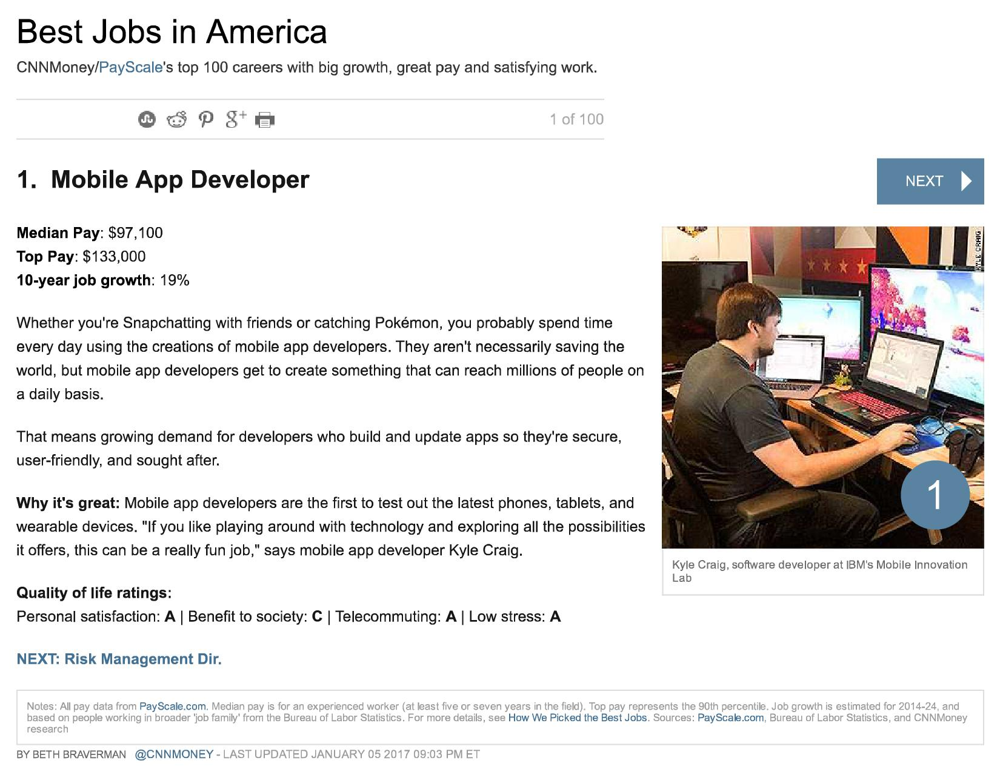 Best Jobs in America
CNNMoney/PayScale's top 100 careers with big growth, great pay and satisfying work.
1 of 100
1. Mobile App Developer
NEXT
Median Pay: $97,100
Top Pay: $133,000
10-year job growth: 19%
Whether you're Snapchatting with friends or catching Pokémon, you probably spend time
every day using the creations of mobile app developers. They aren't necessarily saving the
world, but mobile app developers get to create something that can reach millions of people on
a daily basis.
That means growing demand for developers who build and update apps so they're secure,
user-friendly, and sought after.
Why it's great: Mobile app developers are the first to test out the latest phones, tablets, and
wearable devices. "If you like playing around with technology and exploring all the possibilities
it offers, this can be a really fun job," says mobile app developer Kyle Craig.
Quality of life ratings:
Personal satisfaction: A | Benefit to society: C | Telecommuting: A | Low stress: A
NEXT: Risk Management Dir.
KYLE CRAIG
1
Kyle Craig, software developer at IBM's Mobile Innovation
Lab
Notes: All pay data from PayScale.com. Median pay is for an experienced worker (at least five or seven years in the field). Top pay represents the 90th percentile. Job growth is estimated for 2014-24, and
based on people working in broader 'job family' from the Bureau of Labor Statistics. For more details, see How We Picked the Best Jobs. Sources: PayScale.com, Bureau of Labor Statistics, and CNNMoney
research
BY BETH BRAVERMAN @CNNMONEY - LAST UPDATED JANUARY 05 2017 09:03 PM ET